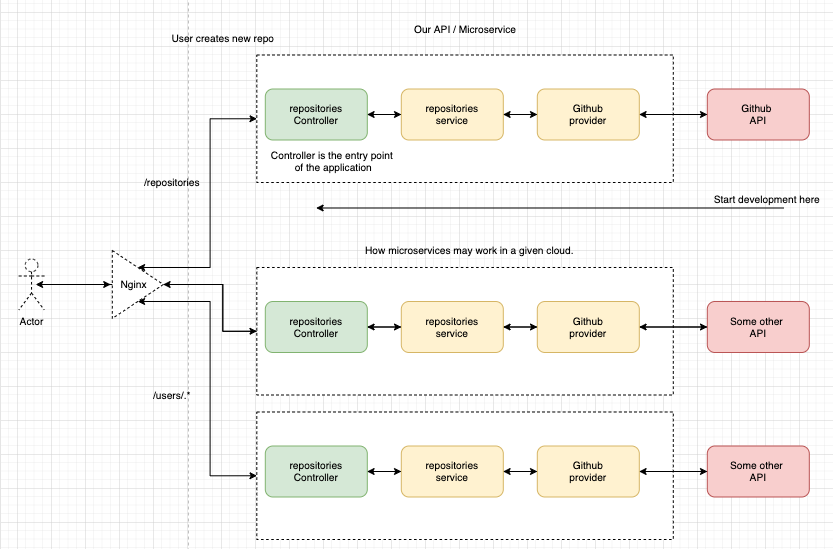 Our API / Microservice
User creates new repo
repositories
Controller
repositories
service
Github
provider
Github
API
Controller is the entry point
of the application
/repositories
Start development here
How microservices may work in a given cloud.
Nginx
Actor
repositories
Controller
repositories
service
Github
provider
Some other
API
/users/.*
repositories
Controller
repositories
service
Github
provider
Some other
API